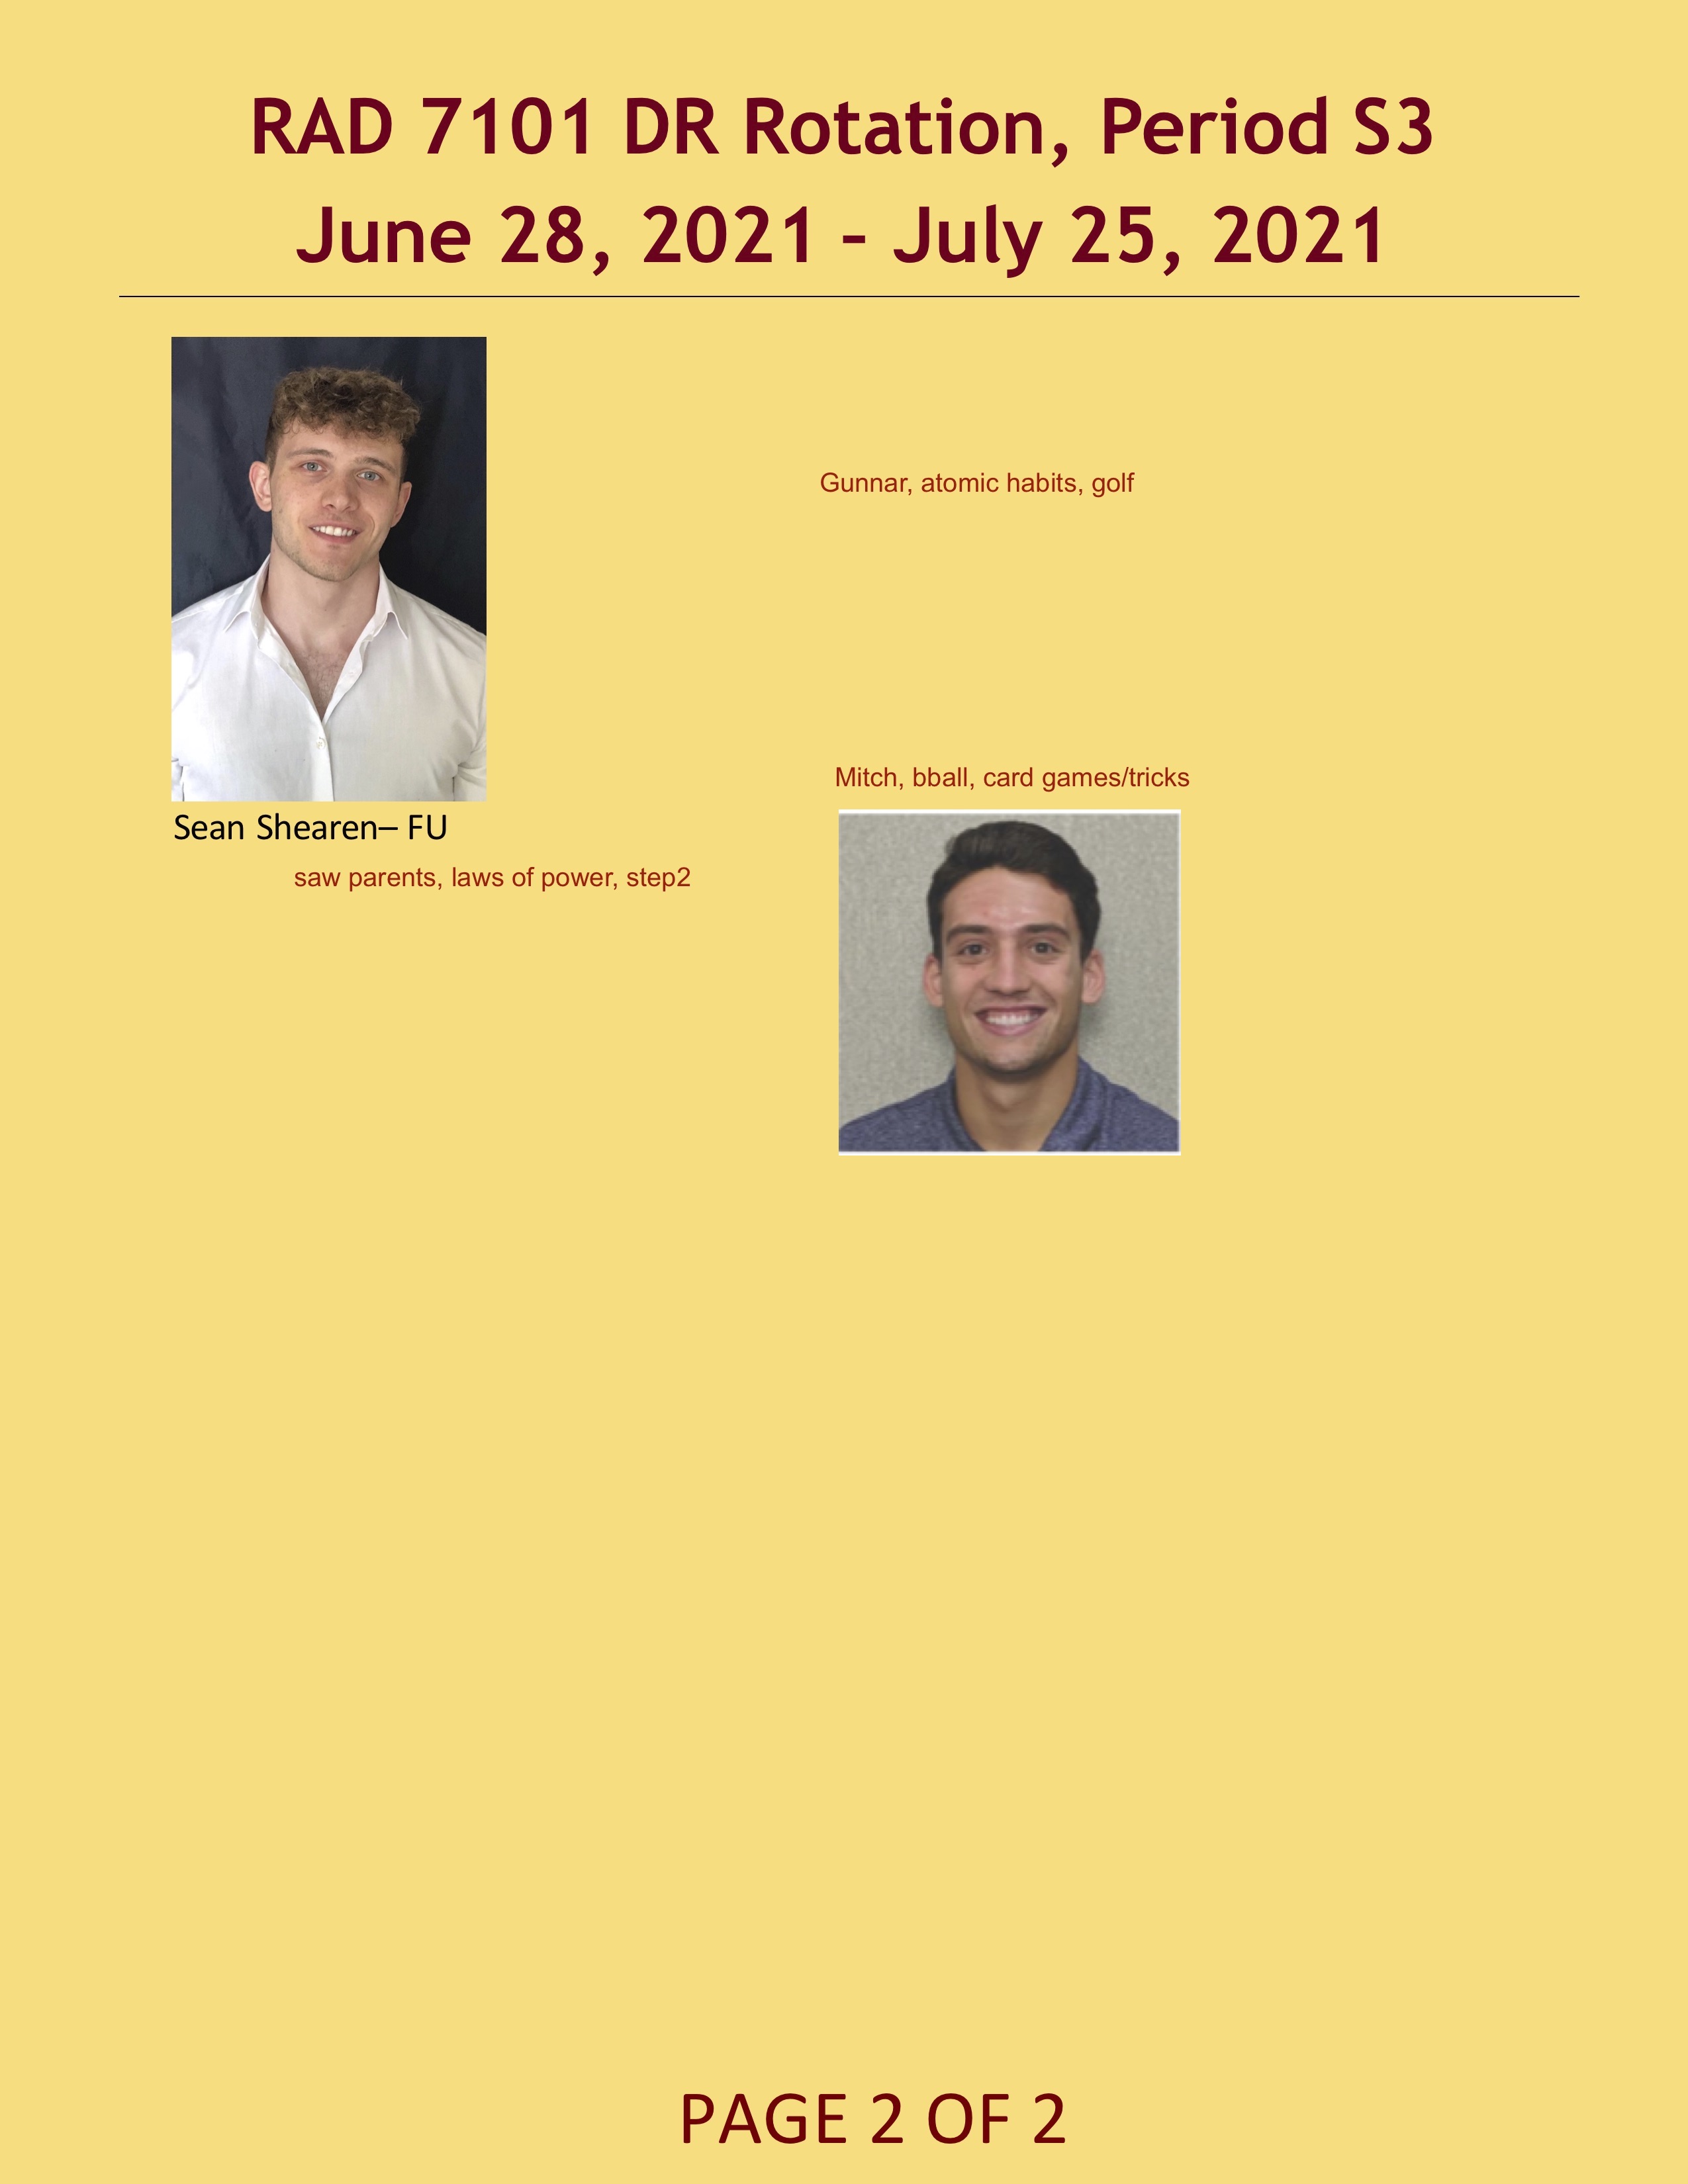 RAD 7101 DR Rotation, Period S3
June 28, 2021 – July 25, 2021
Gunnar, atomic habits, golf
Mitch, bball, card games/tricks
Sean Shearen– FU
saw parents, laws of power, step2
PAGE 2 OF 2